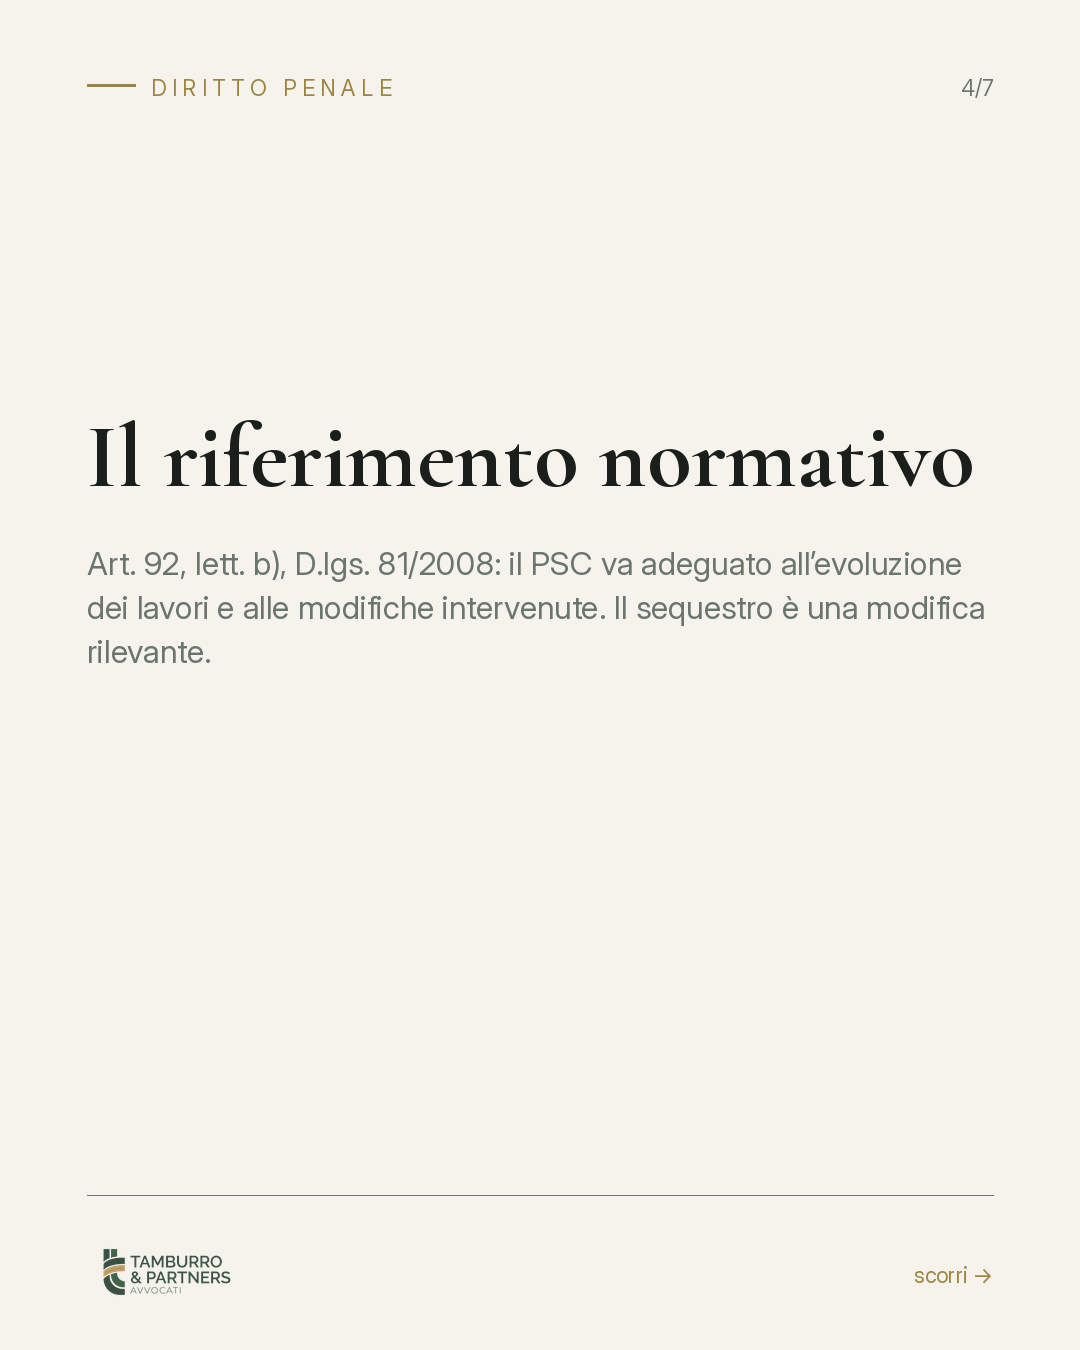 DIRITTO PENALE
4/7
Il riferimento normativo
Art. 92, lett. b), D.lgs. 81/2008: il PSC va adeguato all’evoluzione
dei lavori e alle modifiche intervenute. Il sequestro è una modifica
rilevante.
TAMBURRO
& PARTNERS
AVVOCATI
scorri →